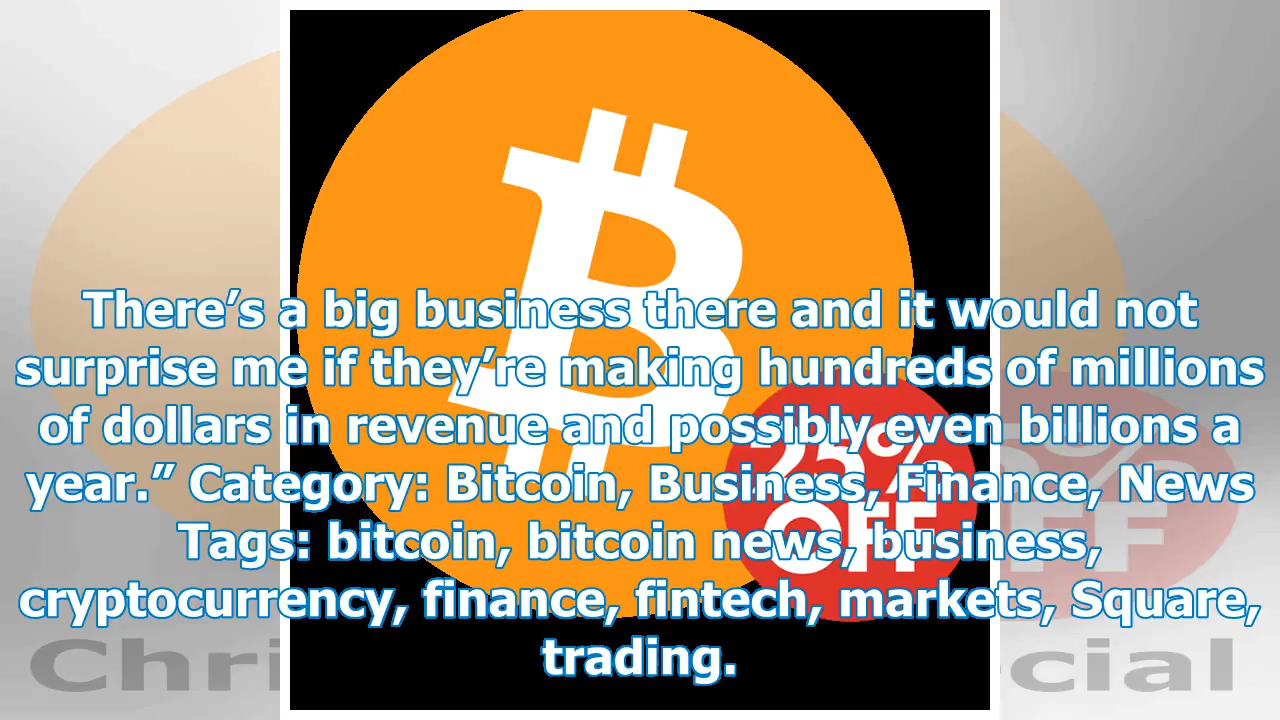 There’s a big business there and it would not
surprise me if they’re making hundreds of millions
of dollars in revenue and possibly even billions a
year.” Category: Bitcoin, Business, Finance, News
Tags: bitcoin, bitcoin news, business,
cryptocurrency, finance, fintech, markets, Square,
trading.
25%
OFF